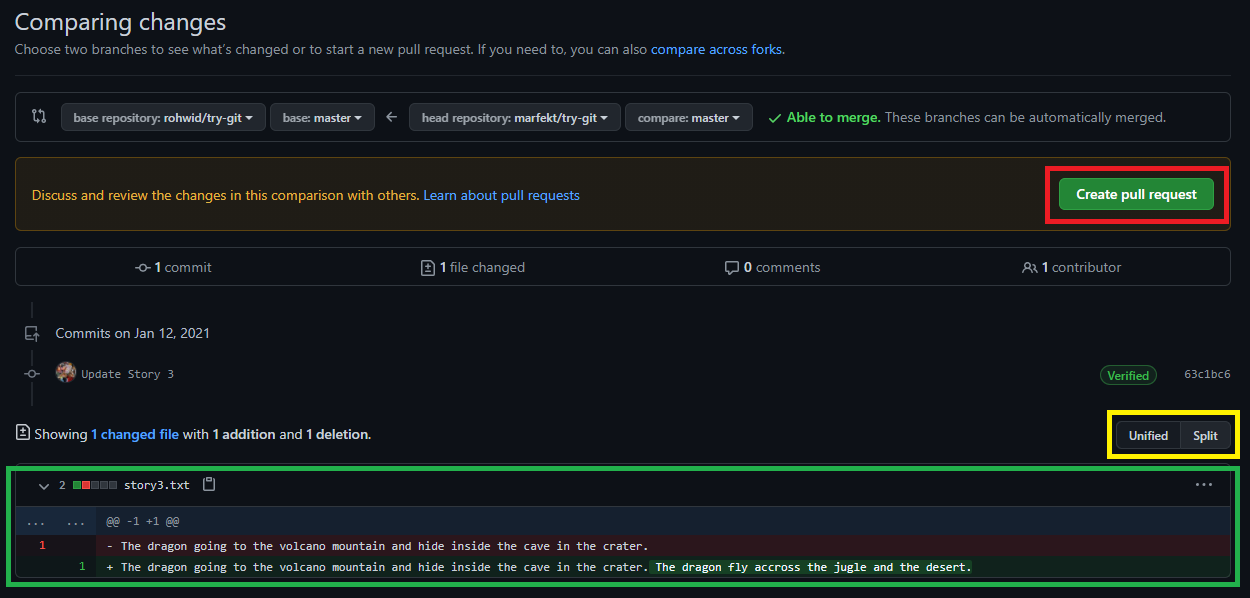 Comparing changes
Choose two branches to see what's changed or to start a new pull request. If you need to, you can also compare across forks.
base repository: rohwid/try-git base: master ← head repository: marfekt/try-git compare: master ✓ Able to merge. These branches can be automatically merged.
Discuss and review the changes in this comparison with others. Learn about pull requests
Create pull request
1 commit 1 file changed 0 comments 1 contributor
Commits on Jan 12, 2021
Update Story 3 Verified 63c1bc6
Showing 1 changed file with 1 addition and 1 deletion.
Unified Split
2 story3.txt ...
... ... @@ -1 +1 @@
1 - The dragon going to the volcano mountain and hide inside the cave in the crater.
1 + The dragon going to the volcano mountain and hide inside the cave in the crater. The dragon fly accross the jugle and the desert.